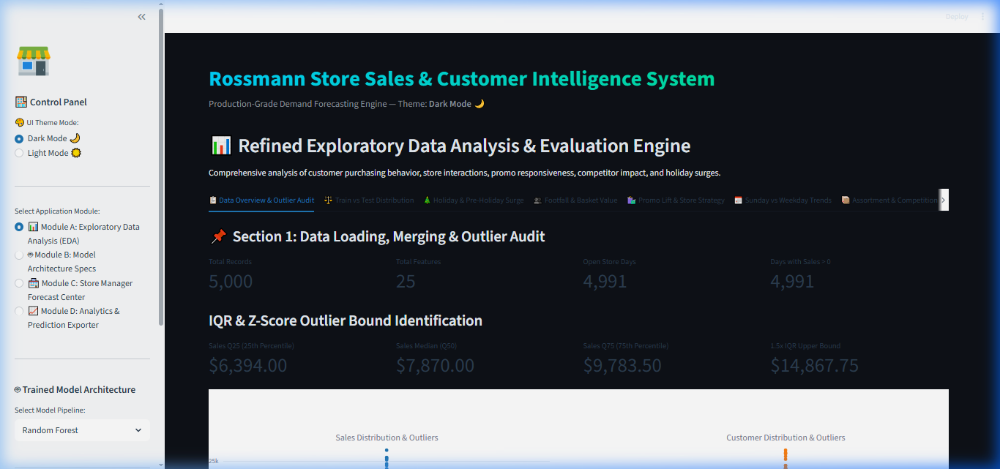 Deploy
Control Panel
UI Theme Mode:
Dark Mode
Light Mode
Select Application Module:
Module A: Exploratory Data
Analysis (EDA)
Module B: Model
Architecture Specs
Module C: Store Manager
Forecast Center
Module D: Analytics &
Prediction Exporter
Trained Model Architecture
Select Model Pipeline:
Random Forest
Rossmann Store Sales & Customer Intelligence System
Production-Grade Demand Forecasting Engine — Theme: Dark Mode
Refined Exploratory Data Analysis & Evaluation Engine
Comprehensive analysis of customer purchasing behavior, store interactions, promo responsiveness, competitor impact, and holiday surges.
Data Overview & Outlier Audit Train vs Test Distribution Holiday & Pre-Holiday Surge Footfall & Basket Value Promo Lift & Store Strategy Sunday vs Weekday Trends Assortment & Competition
Section 1: Data Loading, Merging & Outlier Audit
Total Records Total Features Open Store Days Days with Sales > 0
5,000 25 4,991 4,991
IQR & Z-Score Outlier Bound Identification
Sales Q25 (25th Percentile) Sales Median (Q50) Sales Q75 (75th Percentile) 1.5x IQR Upper Bound
$6,394.00 $7,870.00 $9,783.50 $14,867.75
Sales Distribution & Outliers Customer Distribution & Outliers
25k